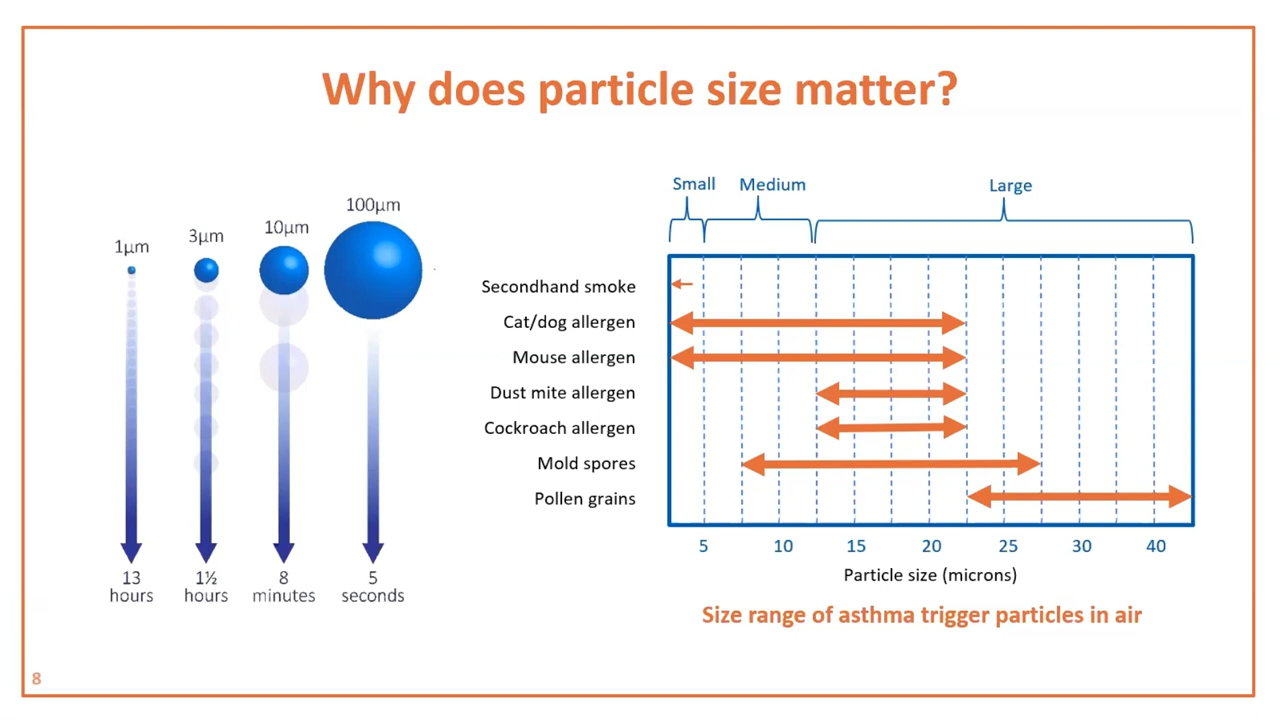 Why does particle size matter?
1µm
3µm
10µm
100µm
13
hours
1½
hours
8
minutes
5
seconds
Small
Medium
Large
Secondhand smoke
Cat/dog allergen
Mouse allergen
Dust mite allergen
Cockroach allergen
Mold spores
Pollen grains
5 10 15 20 25 30 40
Particle size (microns)
Size range of asthma trigger particles in air
8